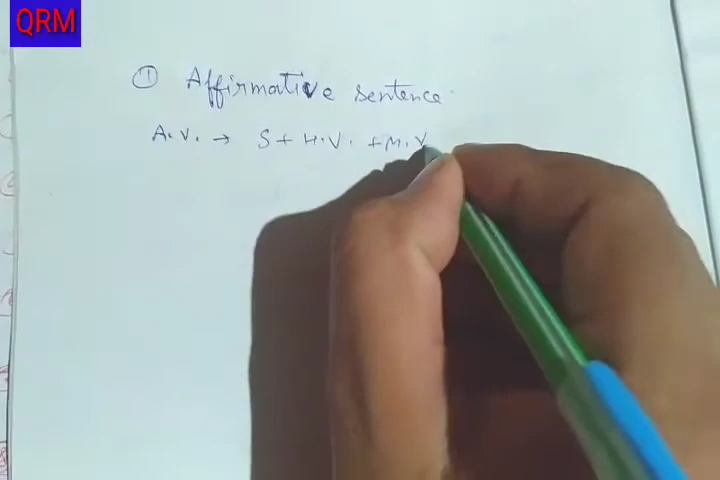 QRM
① Affirmative sentence.
A.V. → S + H.V. + M.V